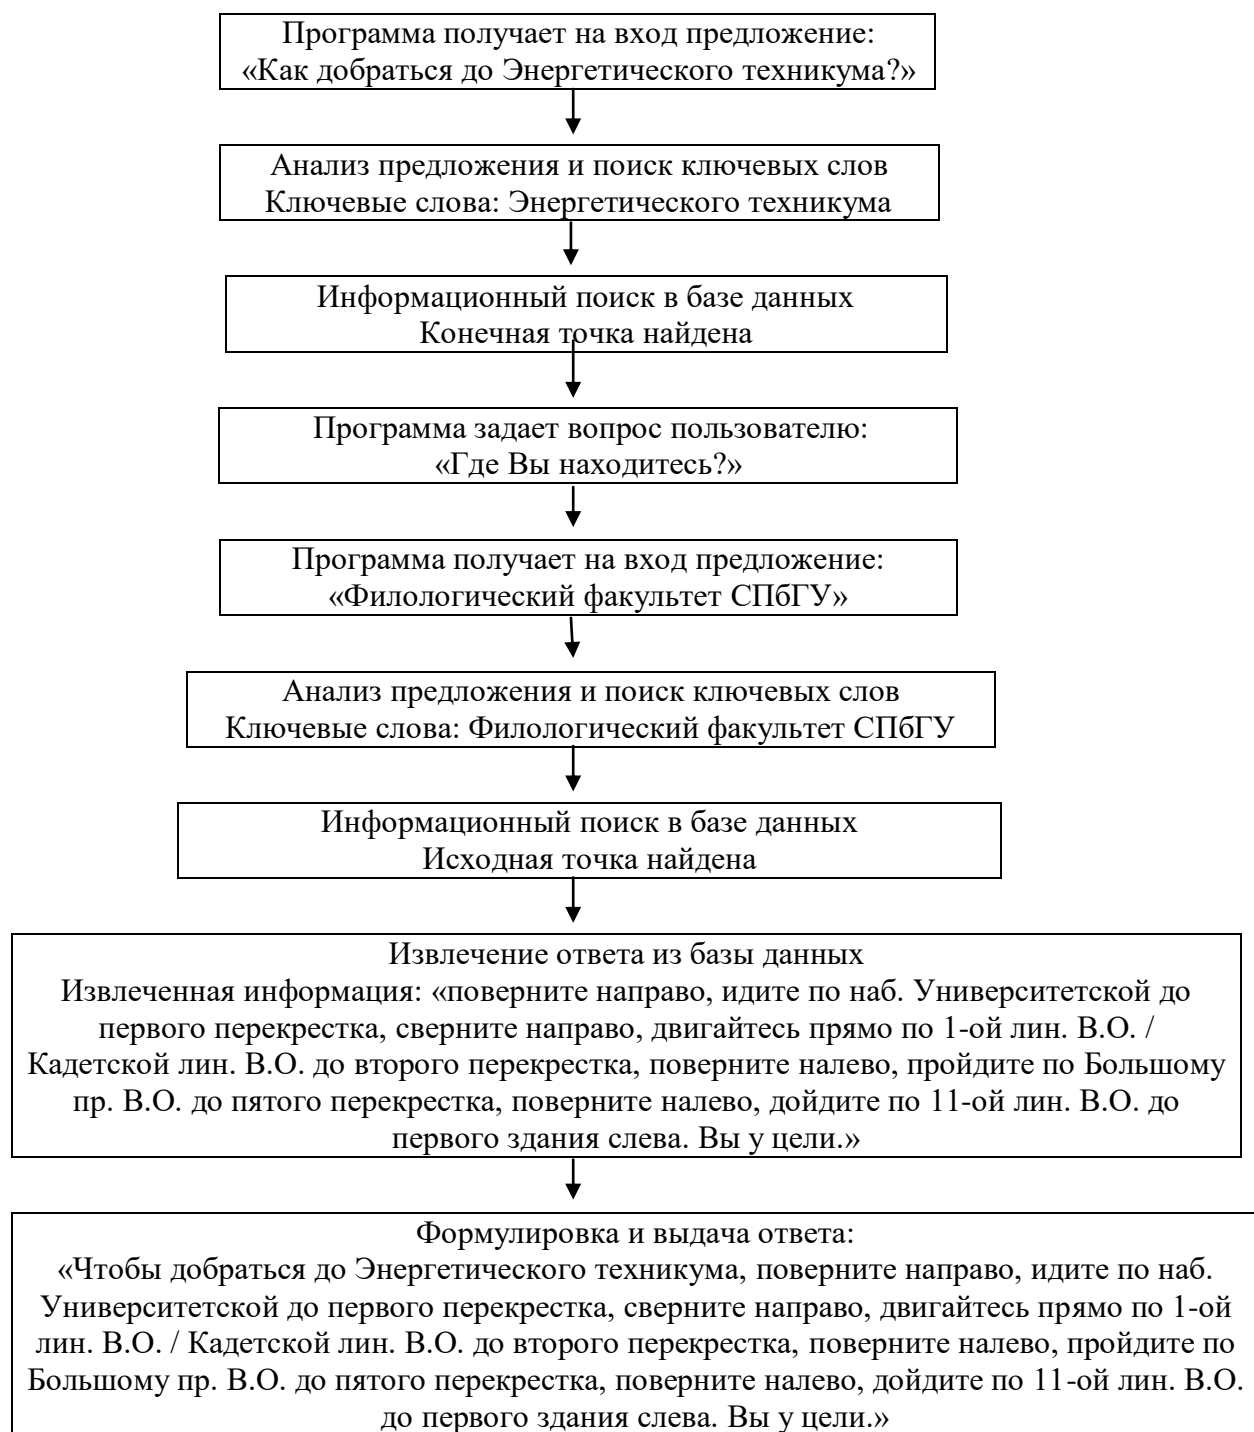 Программа получает на вход предложение:
«Как добраться до Энергетического техникума?»
Анализ предложения и поиск ключевых слов
Ключевые слова: Энергетического техникума
Информационный поиск в базе данных
Конечная точка найдена
Программа задает вопрос пользователю:
«Где Вы находитесь?»
Программа получает на вход предложение:
«Филологический факультет СПбГУ»
Анализ предложения и поиск ключевых слов
Ключевые слова: Филологический факультет СПбГУ
Информационный поиск в базе данных
Исходная точка найдена
Извлечение ответа из базы данных
Извлеченная информация: «поверните направо, идите по наб. Университетской до
первого перекрестка, сверните направо, двигайтесь прямо по 1-ой лин. В.О. /
Кадетской лин. В.О. до второго перекрестка, поверните налево, пройдите по Большому
пр. В.О. до пятого перекрестка, поверните налево, дойдите по 11-ой лин. В.О. до
первого здания слева. Вы у цели.»
Формулировка и выдача ответа:
«Чтобы добраться до Энергетического техникума, поверните направо, идите по наб.
Университетской до первого перекрестка, сверните направо, двигайтесь прямо по 1-ой
лин. В.О. / Кадетской лин. В.О. до второго перекрестка, поверните налево, пройдите по
Большому пр. В.О. до пятого перекрестка, поверните налево, дойдите по 11-ой лин. В.О.
до первого здания слева. Вы у цели.»